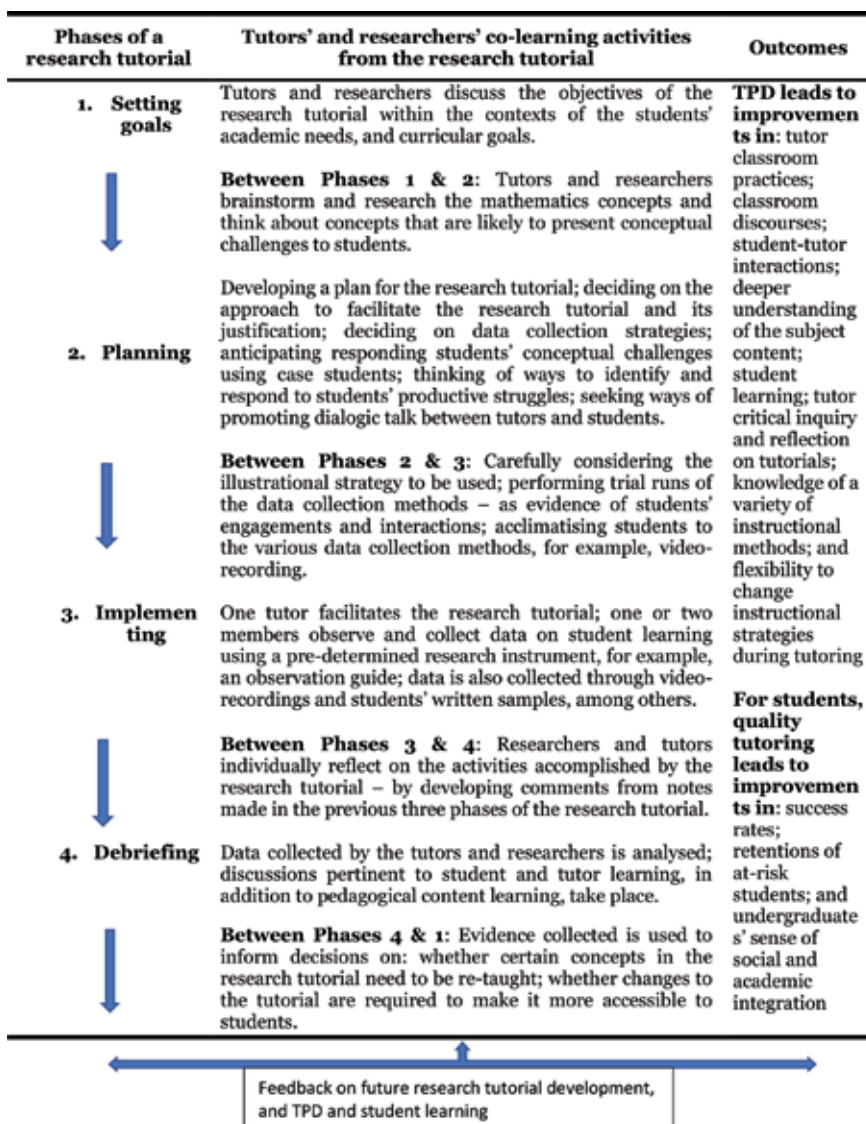 Phases of a
research tutorial
Tutors' and researchers' co-learning activities
from the research tutorial
Outcomes
1. Setting
goals
Tutors and researchers discuss the objectives of the
research tutorial within the contexts of the students'
academic needs, and curricular goals.
Between Phases 1 & 2: Tutors and researchers
brainstorm and research the mathematics concepts and
think about concepts that are likely to present conceptual
challenges to students.
2. Planning
Developing a plan for the research tutorial; deciding on the
approach to facilitate the research tutorial and its
justification; deciding on data collection strategies;
anticipating responding students' conceptual challenges
using case students; thinking of ways to identify and
respond to students' productive struggles; seeking ways of
promoting dialogic talk between tutors and students.
Between Phases 2 & 3: Carefully considering the
illustrational strategy to be used; performing trial runs of
the data collection methods – as evidence of students'
engagements and interactions; acclimatising students to
the various data collection methods, for example, video-
recording.
3. Implemen
ting
One tutor facilitates the research tutorial; one or two
members observe and collect data on student learning
using a pre-determined research instrument, for example,
an observation guide; data is also collected through video-
recordings and students' written samples, among others.
Between Phases 3 & 4: Researchers and tutors
individually reflect on the activities accomplished by the
research tutorial – by developing comments from notes
made in the previous three phases of the research tutorial.
4. Debriefing
Data collected by the tutors and researchers is analysed;
discussions pertinent to student and tutor learning, in
addition to pedagogical content learning, take place.
Between Phases 4 & 1: Evidence collected is used to
inform decisions on: whether certain concepts in the
research tutorial need to be re-taught; whether changes to
the tutorial are required to make it more accessible to
students.
TPD leads to
improvemen
ts in: tutor
classroom
practices;
classroom
discourses;
student-tutor
interactions;
deeper
understanding
of the subject
content;
student
learning; tutor
critical inquiry
and reflection
on tutorials;
knowledge of a
variety of
instructional
methods; and
flexibility to
change
instructional
strategies
during tutoring
For students,
quality
tutoring
leads to
improvemen
ts in: success
rates;
retentions of
at-risk
students; and
undergraduate
s' sense of
social and
academic
integration
Feedback on future research tutorial development,
and TPD and student learning